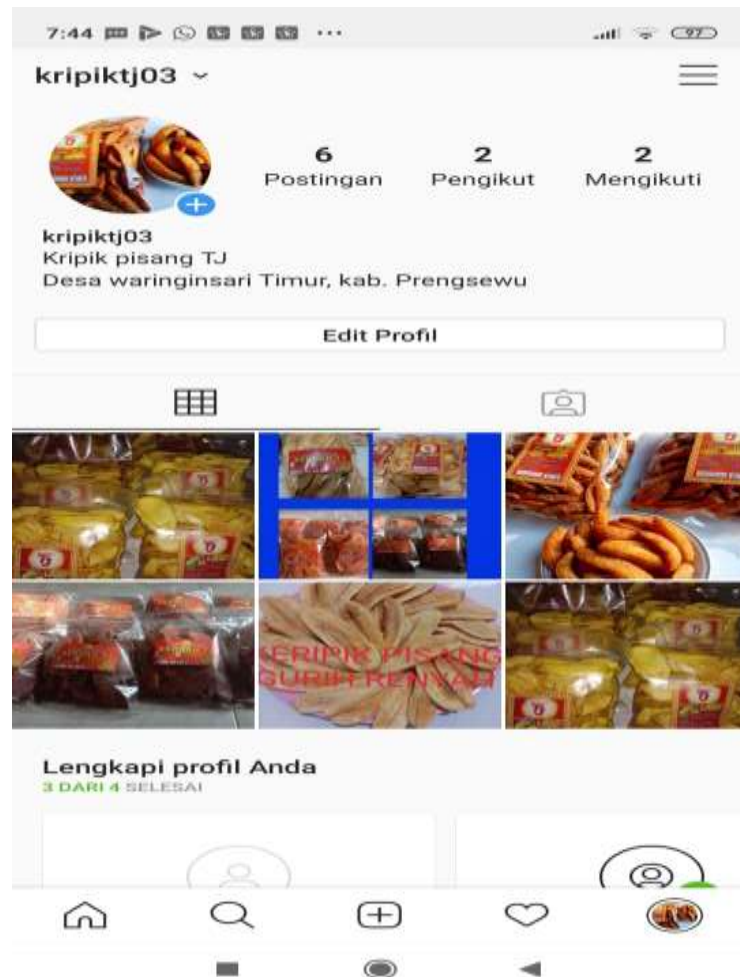 7:44
97
kripiktj03
6
2
2
Postingan
Pengikut
Mengikuti
kripiktj03
Kripik pisang TJ
Desa waringinsari Timur, kab. Prengsewu
Edit Profil
KERIPIK PISANG
GURIH RENYAH
Lengkapi profil Anda
3 DARI 4 SELESAI